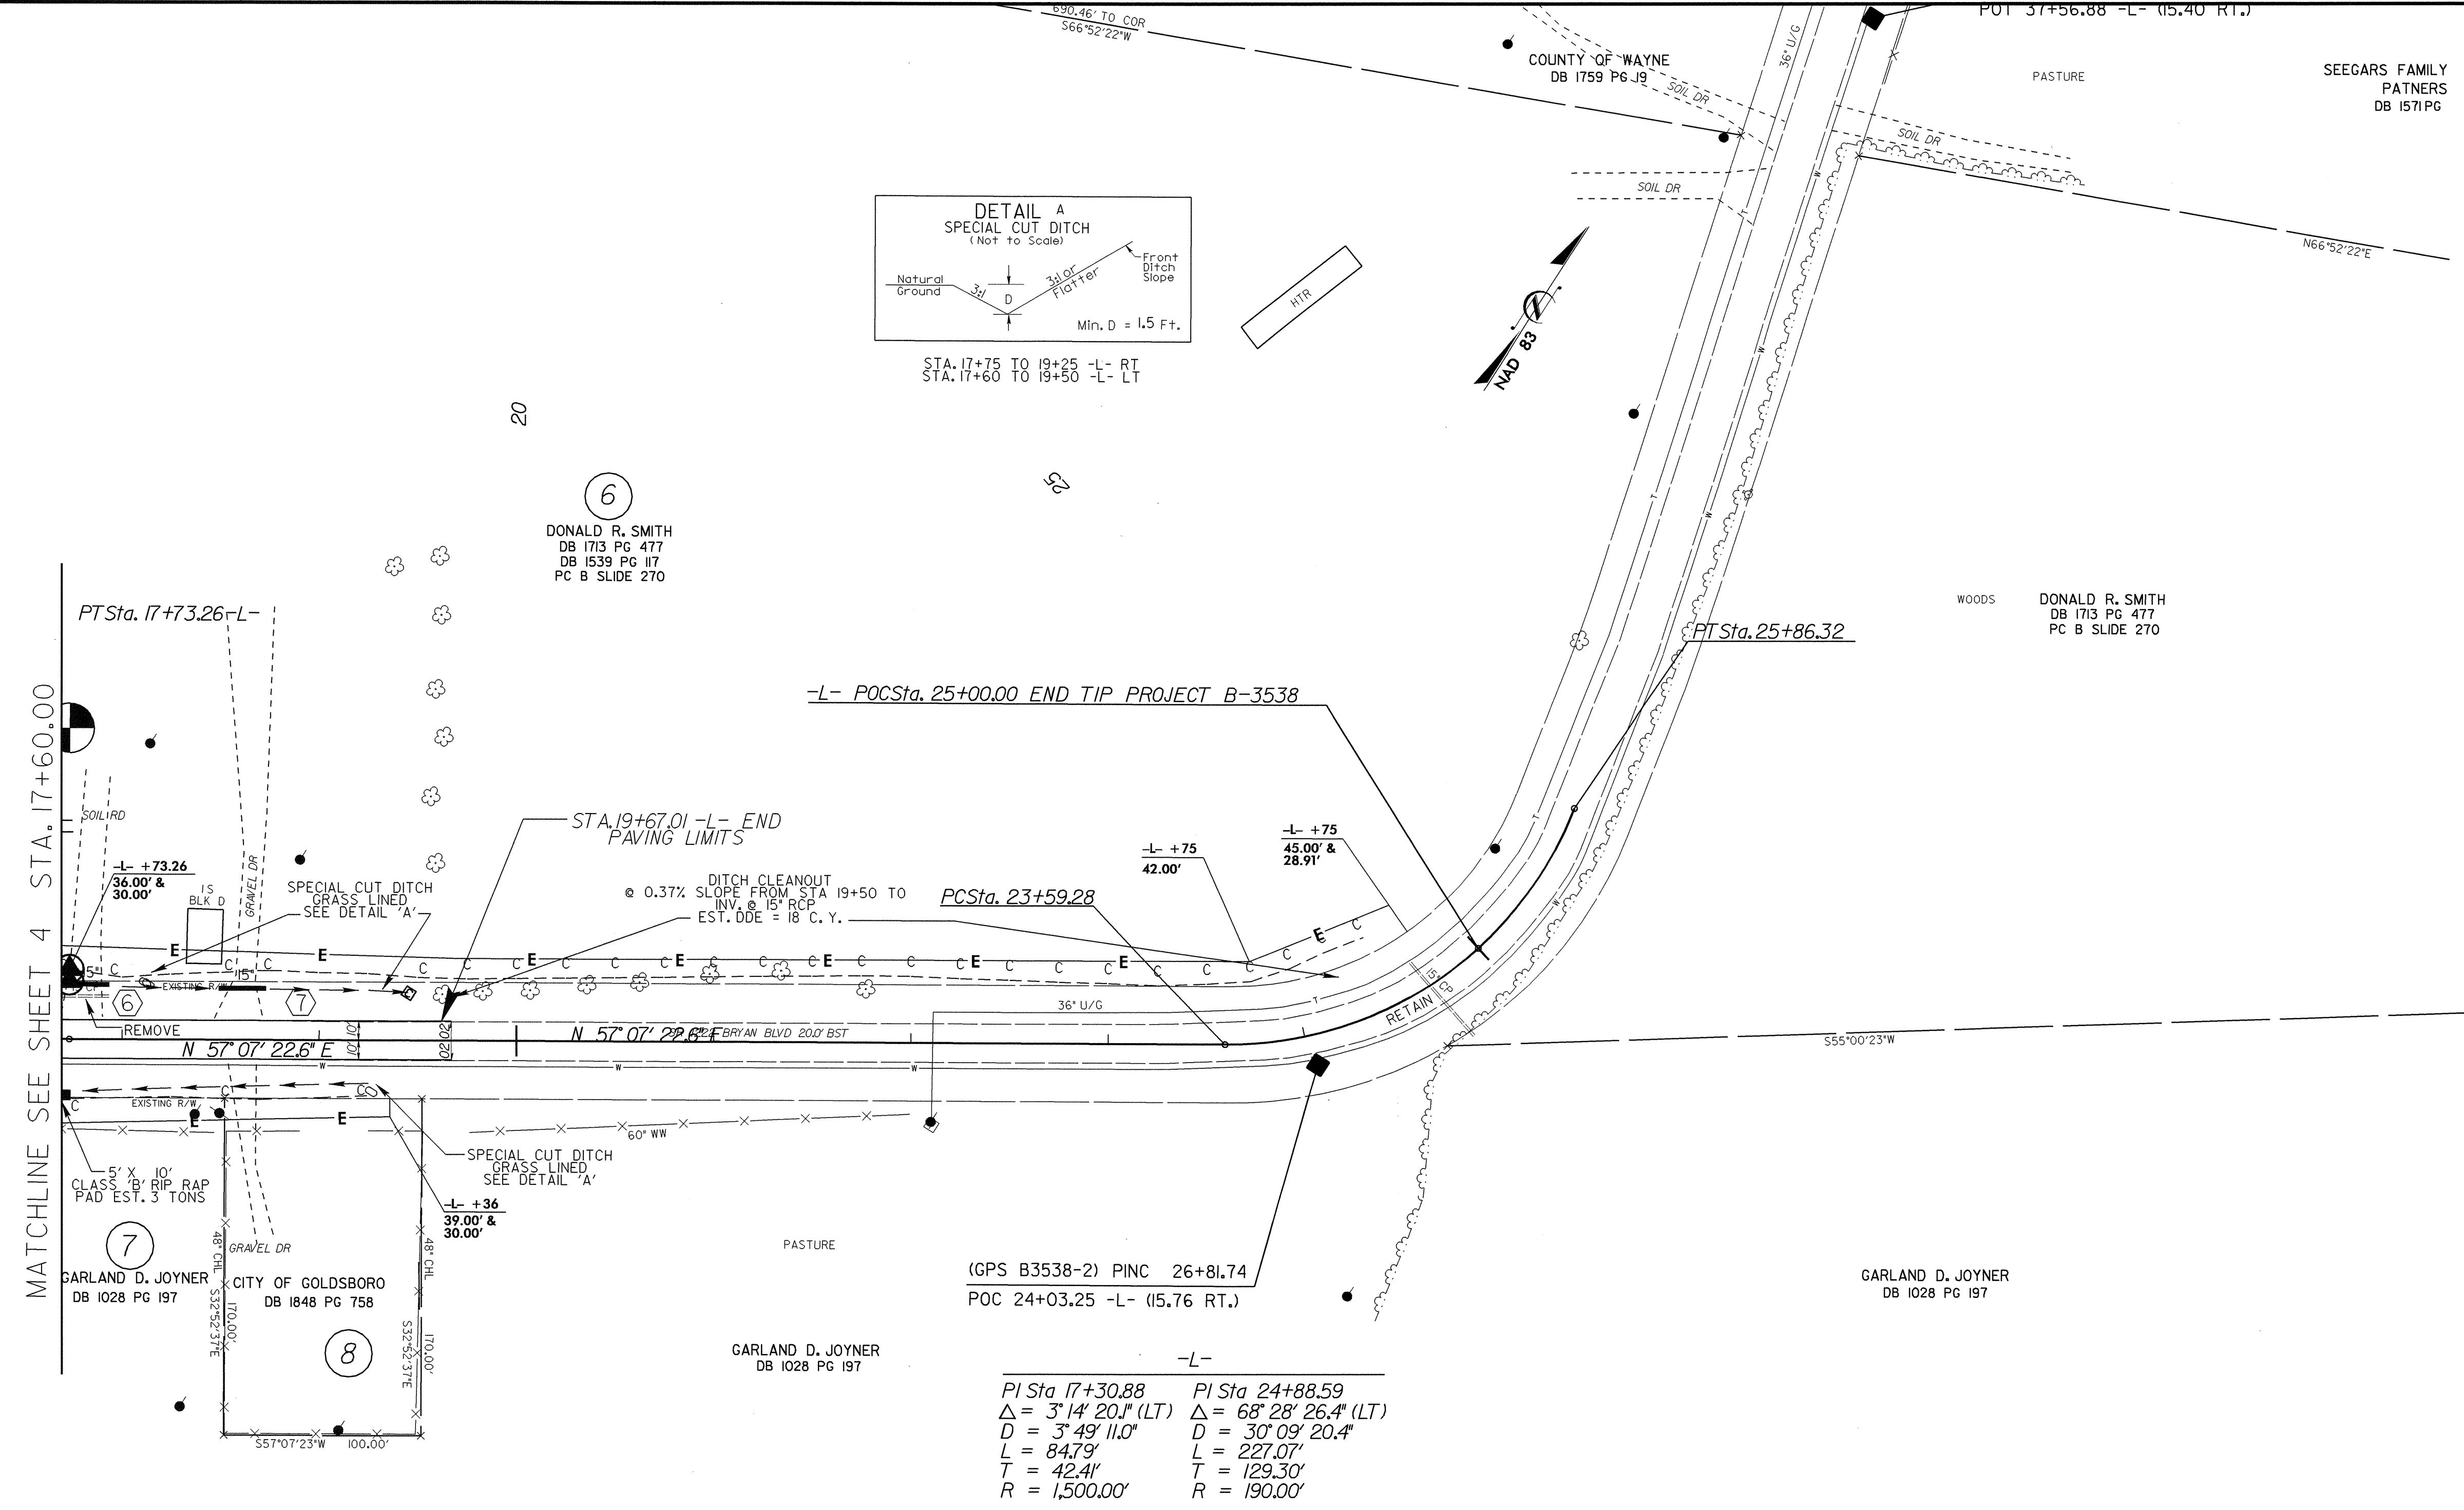 690.46' TO COR
S66°52'22"W
POT 37+56.88 -L- (15.40 RT.)
36" U/G
COUNTY OF WAYNE
DB 1759 PG 19
SOIL DR
PASTURE
SEEGARS FAMILY
PATNERS
DB 1571 PG
SOIL DR
SOIL DR
N66°52'22"E
DETAIL A
SPECIAL CUT DITCH
(Not to Scale)
Natural
Ground
3:1
D
3:1 or
Flatter
Front
Ditch
Slope
Min. D = 1.5 Ft.
STA. 17+75 TO 19+25 -L- RT
STA. 17+60 TO 19+50 -L- LT
HTR
NAD 83
20
25
6
DONALD R. SMITH
DB 1713 PG 477
DB 1539 PG 117
PC B SLIDE 270
WOODS
DONALD R. SMITH
DB 1713 PG 477
PC B SLIDE 270
PT Sta. 17+73.26 -L-
PT Sta. 25+86.32
-L- POC Sta. 25+00.00 END TIP PROJECT B-3538
MATCHLINE SEE SHEET 4 STA. 17+60.00
SOIL RD
STA. 19+67.01 -L- END
PAVING LIMITS
-L- +73.26
36.00' &
30.00'
1S
BLK D
GRAVEL DR
SPECIAL CUT DITCH
GRASS LINED
SEE DETAIL 'A'
DITCH CLEANOUT
@ 0.37% SLOPE FROM STA 19+50 TO
INV. @ 15" RCP
EST. DDE = 18 C. Y.
PC Sta. 23+59.28
-L- +75
42.00'
-L- +75
45.00' &
28.91'
E E E E E E E E
C C C C C C C C C C C C C C C C C C C C
15"
EXISTING R/W
6
7
REMOVE
36" U/G
T
W
15" CP
RETAIN
N 57° 07' 22.6" E
10' 10'
02 02
N 57° 07' 22.6" E
BRYAN BLVD 20.0' BST
S55°00'23"W
EXISTING R/W
E E
60" WW
5' X 10'
CLASS 'B' RIP RAP
PAD EST. 3 TONS
SPECIAL CUT DITCH
GRASS LINED
SEE DETAIL 'A'
-L- +36
39.00' &
30.00'
7
GARLAND D. JOYNER
DB 1028 PG 197
GRAVEL DR
CITY OF GOLDSBORO
DB 1848 PG 758
8
48" CHL
S32°52'37"E
170.00'
48" CHL
S32°52'37"E
170.00'
S57°07'23"W 100.00'
PASTURE
GARLAND D. JOYNER
DB 1028 PG 197
(GPS B3538-2) PINC 26+81.74
POC 24+03.25 -L- (15.76 RT.)
GARLAND D. JOYNER
DB 1028 PG 197
-L-
PI Sta 17+30.88
Δ = 3° 14' 20.1" (LT)
D = 3° 49' 11.0"
L = 84.79'
T = 42.41'
R = 1,500.00'
PI Sta 24+88.59
Δ = 68° 28' 26.4" (LT)
D = 30° 09' 20.4"
L = 227.07'
T = 129.30'
R = 190.00'